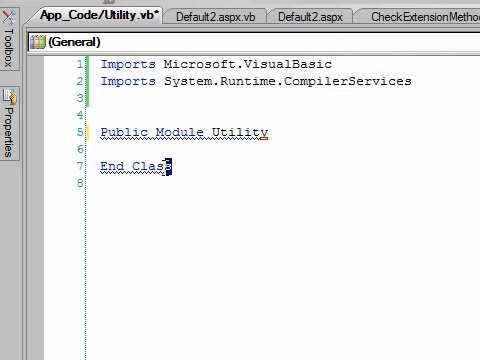 App_Code/Utility.vb* Default2.aspx.vb Default2.aspx CheckExtensionMetho
Toolbox
Properties
(General)
1 Imports Microsoft.VisualBasic
2 Imports System.Runtime.CompilerServices
3
4
5 Public Module Utility
6
7 End Class
8